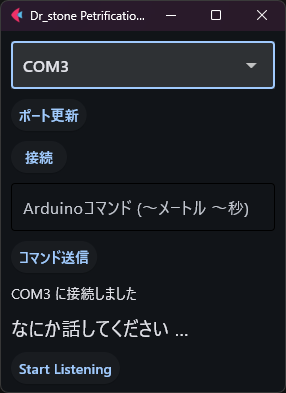 Dr_stone Petrificatio...
COM3
ポート更新
接続
Arduinoコマンド (～メートル ～秒)
コマンド送信
COM3 に接続しました
なにか話してください ...
Start Listening